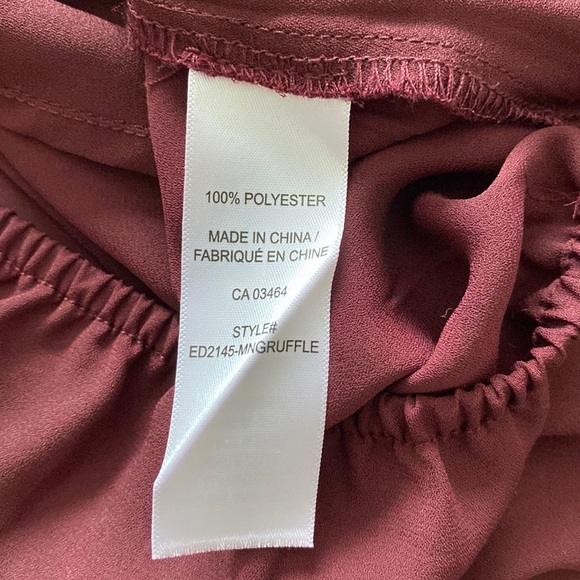 100% POLYESTER
MADE IN CHINA /
FABRIQUÉ EN CHINE
CA 03464
STYLE#
ED2145-MNGRUFFLE